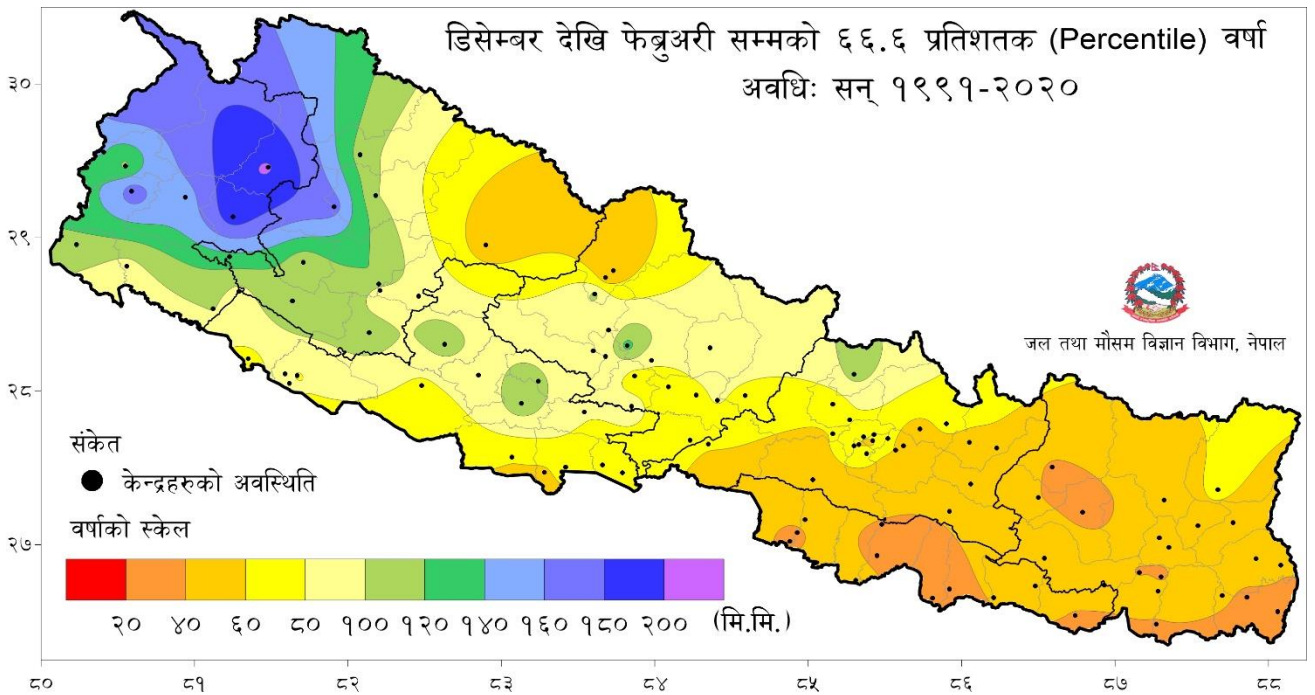 डिसेम्बर देखि फेब्रुअरी सम्मको ६६.६ प्रतिशतक (Percentile) वर्षा
अवधिः सन् १९९१-२०२०
३०
२९
२८
२७
जल तथा मौसम विज्ञान विभाग, नेपाल
संकेत
केन्द्रहरुको अवस्थिति
वर्षाको स्केल
२० ४० ६० ८० १०० १२० १४० १६० १८० २०० (मि.मि.)
८० ८१ ८२ ८३ ८४ ८५ ८६ ८७ ८८